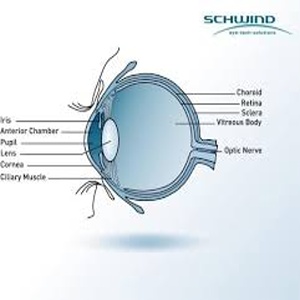 SCHWIND
eye-tech-solutions
Iris
Anterior Chamber
Pupil
Lens
Cornea
Ciliary Muscle
Choroid
Retina
Sclera
Vitreous Body
Optic Nerve